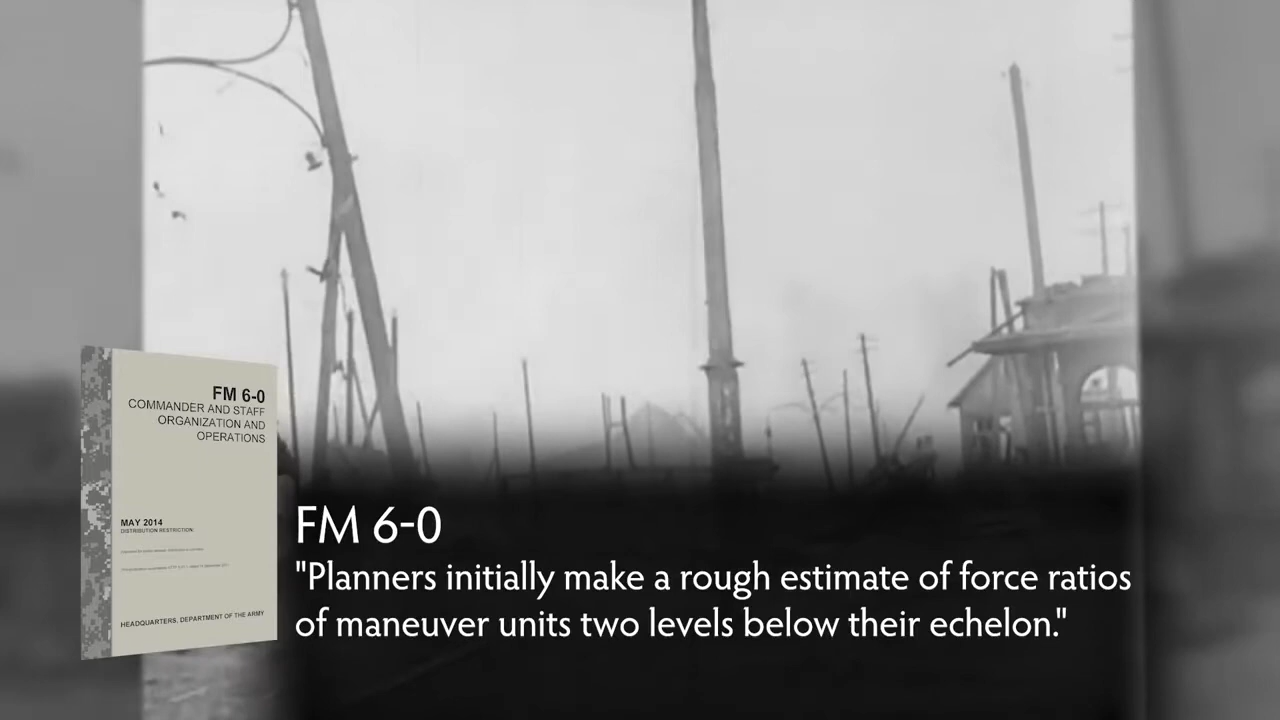 FM 6-0
COMMANDER AND STAFF
ORGANIZATION AND
OPERATIONS
MAY 2014
DISTRIBUTION RESTRICTION:
HEADQUARTERS, DEPARTMENT OF THE ARMY
FM 6-0
"Planners initially make a rough estimate of force ratios
of maneuver units two levels below their echelon."